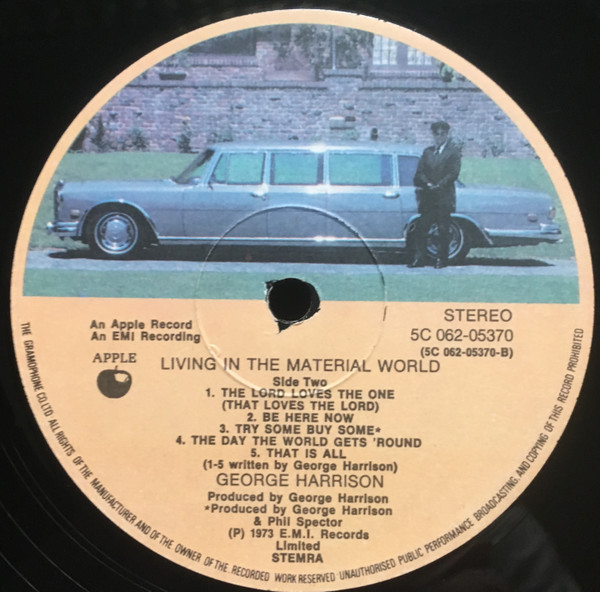 An Apple Record
An EMI Recording
APPLE
STEREO
5C 062-05370
(5C 062-05370-B)
LIVING IN THE MATERIAL WORLD
Side Two
1. THE LORD LOVES THE ONE
(THAT LOVES THE LORD)
2. BE HERE NOW
3. TRY SOME BUY SOME*
4. THE DAY THE WORLD GETS 'ROUND
5. THAT IS ALL
(1-5 written by George Harrison)
GEORGE HARRISON
Produced by George Harrison
*Produced by George Harrison
& Phil Spector
(P) 1973 E.M.I. Records
Limited
STEMRA
THE GRAMOPHONE CO LTD. ALL RIGHTS OF THE MANUFACTURER AND OF THE OWNER OF THE RECORDED WORK RESERVED UNAUTHORISED PUBLIC PERFORMANCE BROADCASTING AND COPYING OF THIS RECORD PROHIBITED